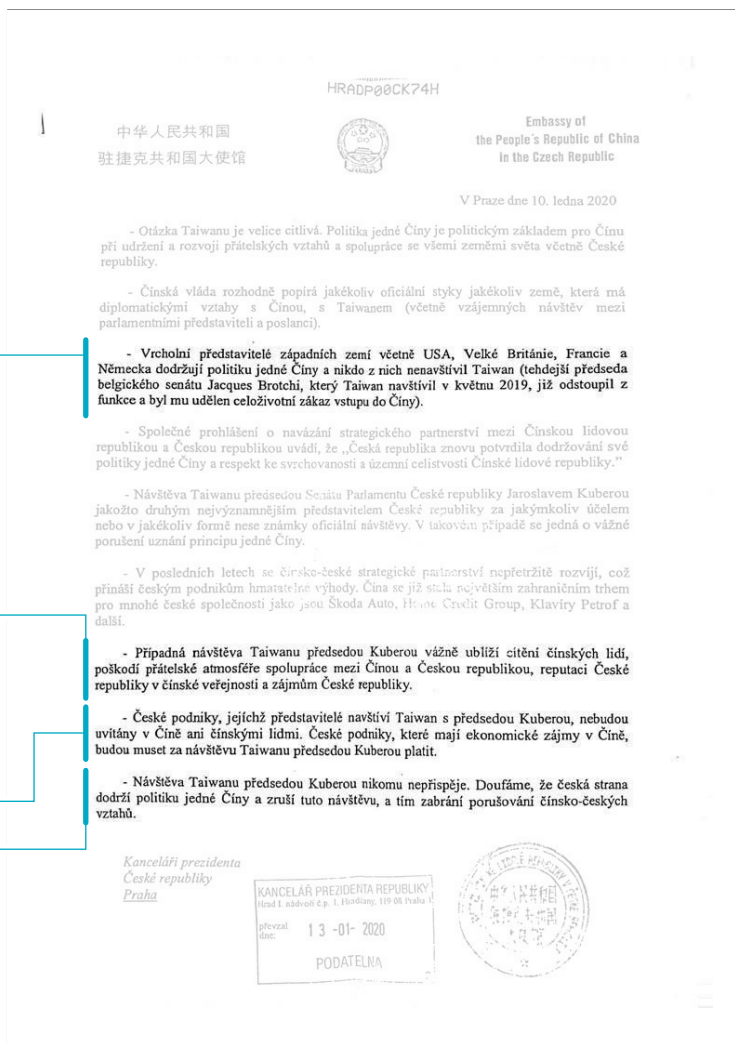 HRADP00CK74H
中华人民共和国
驻捷克共和国大使馆
Embassy of
the People's Republic of China
in the Czech Republic
V Praze dne 10. ledna 2020
- Otázka Taiwanu je velice citlivá. Politika jedné Číny je politickým základem pro Čínu
při udržení a rozvoji přátelských vztahů a spolupráce se všemi zeměmi světa včetně České
republiky.
- Čínská vláda rozhodně popírá jakékoliv oficiální styky jakékoliv země, která má
diplomatickými vztahy s Čínou, s Taiwanem (včetně vzájemných návštěv mezi
parlamentními představiteli a poslanci).
- Vrcholní představitelé západních zemí včetně USA, Velké Británie, Francie a
Německa dodržují politiku jedné Číny a nikdo z nich nenavštívil Taiwan (tehdejší předseda
belgického senátu Jacques Brotchi, který Taiwan navštívil v květnu 2019, již odstoupil z
funkce a byl mu udělen celoživotní zákaz vstupu do Číny).
- Společné prohlášení o navázání strategického partnerství mezi Čínskou lidovou
republikou a Českou republikou uvádí, že „Česká republika znovu potvrdila dodržování své
politiky jedné Číny a respekt ke svrchovanosti a územní celistvosti Čínské lidové republiky."
- Návštěva Taiwanu předsedou Senátu Parlamentu České republiky Jaroslavem Kuberou
jakožto druhým nejvýznamnějším představitelem České republiky za jakýmkoliv účelem
nebo v jakékoliv formě nese známky oficiální návštěvy. V takovém případě se jedná o vážné
porušení uznání principu jedné Číny.
- V posledních letech se čínsko-české strategické partnerství nepřetržitě rozvíjí, což
přináší českým podnikům hmatatelné výhody. Čína se již stala největším zahraničním trhem
pro mnohé české společnosti jako jsou Škoda Auto, Home Credit Group, Klavíry Petrof a
další.
- Případná návštěva Taiwanu předsedou Kuberou vážně ublíží cítění čínských lidí,
poškodí přátelské atmosféře spolupráce mezi Čínou a Českou republikou, reputaci České
republiky v čínské veřejnosti a zájmům České republiky.
- České podniky, jejíchž představitelé navštíví Taiwan s předsedou Kuberou, nebudou
uvítány v Číně ani čínskými lidmi. České podniky, které mají ekonomické zájmy v Číně,
budou muset za návštěvu Taiwanu předsedou Kuberou platit.
- Návštěva Taiwanu předsedou Kuberou nikomu nepřispěje. Doufáme, že česká strana
dodrží politiku jedné Číny a zruší tuto návštěvu, a tím zabrání porušování čínsko-českých
vztahů.
Kanceláři prezidenta
České republiky
Praha
KANCELÁŘ PREZIDENTA REPUBLIKY
Hrad I. nádvoří č.p. 1, Hradčany, 119 08 Praha 1
převzal
dne:
13 -01- 2020
PODATELNA